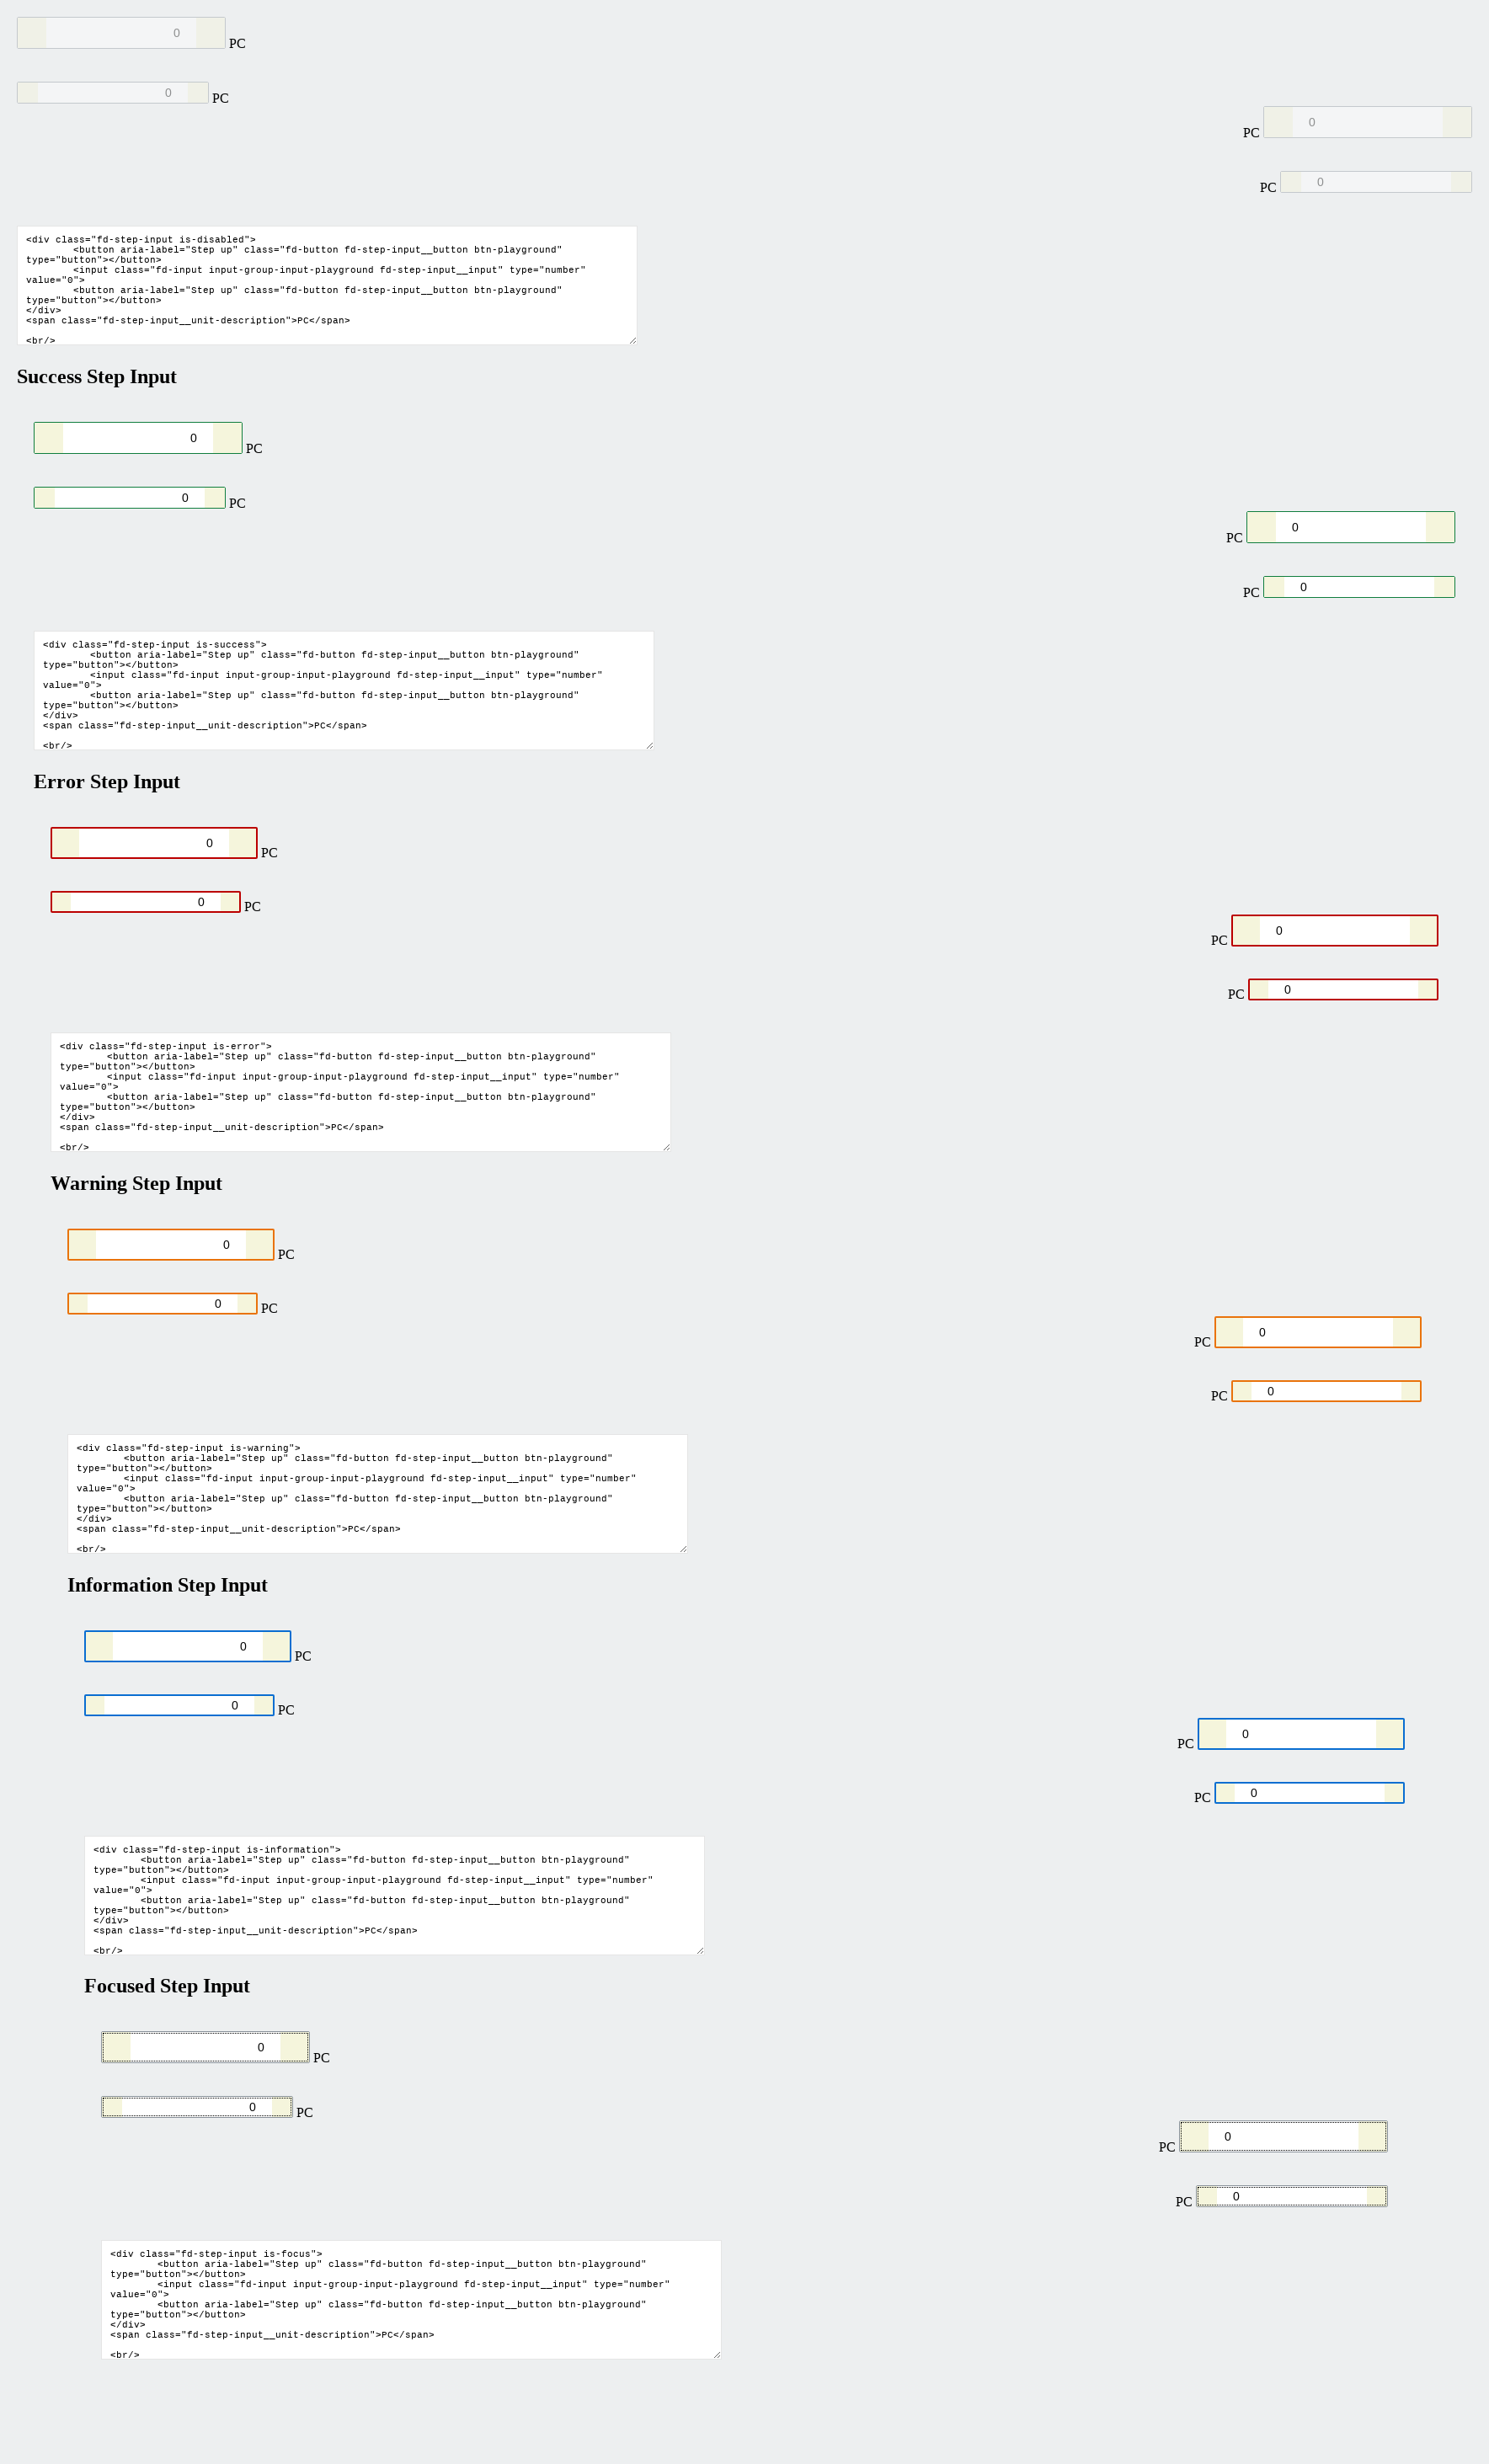 0 PC
0 PC
PC 0
PC 0
<div class="fd-step-input is-disabled">
<button aria-label="Step up" class="fd-button fd-step-input__button btn-playground"
type="button"></button>
<input class="fd-input input-group-input-playground fd-step-input__input" type="number"
value="0">
<button aria-label="Step up" class="fd-button fd-step-input__button btn-playground"
type="button"></button>
</div>
<span class="fd-step-input__unit-description">PC</span>
<br/>
Success Step Input
0 PC
0 PC
PC 0
PC 0
<div class="fd-step-input is-success">
<button aria-label="Step up" class="fd-button fd-step-input__button btn-playground"
type="button"></button>
<input class="fd-input input-group-input-playground fd-step-input__input" type="number"
value="0">
<button aria-label="Step up" class="fd-button fd-step-input__button btn-playground"
type="button"></button>
</div>
<span class="fd-step-input__unit-description">PC</span>
<br/>
Error Step Input
0 PC
0 PC
PC 0
PC 0
<div class="fd-step-input is-error">
<button aria-label="Step up" class="fd-button fd-step-input__button btn-playground"
type="button"></button>
<input class="fd-input input-group-input-playground fd-step-input__input" type="number"
value="0">
<button aria-label="Step up" class="fd-button fd-step-input__button btn-playground"
type="button"></button>
</div>
<span class="fd-step-input__unit-description">PC</span>
<br/>
Warning Step Input
0 PC
0 PC
PC 0
PC 0
<div class="fd-step-input is-warning">
<button aria-label="Step up" class="fd-button fd-step-input__button btn-playground"
type="button"></button>
<input class="fd-input input-group-input-playground fd-step-input__input" type="number"
value="0">
<button aria-label="Step up" class="fd-button fd-step-input__button btn-playground"
type="button"></button>
</div>
<span class="fd-step-input__unit-description">PC</span>
<br/>
Information Step Input
0 PC
0 PC
PC 0
PC 0
<div class="fd-step-input is-information">
<button aria-label="Step up" class="fd-button fd-step-input__button btn-playground"
type="button"></button>
<input class="fd-input input-group-input-playground fd-step-input__input" type="number"
value="0">
<button aria-label="Step up" class="fd-button fd-step-input__button btn-playground"
type="button"></button>
</div>
<span class="fd-step-input__unit-description">PC</span>
<br/>
Focused Step Input
0 PC
0 PC
PC 0
PC 0
<div class="fd-step-input is-focus">
<button aria-label="Step up" class="fd-button fd-step-input__button btn-playground"
type="button"></button>
<input class="fd-input input-group-input-playground fd-step-input__input" type="number"
value="0">
<button aria-label="Step up" class="fd-button fd-step-input__button btn-playground"
type="button"></button>
</div>
<span class="fd-step-input__unit-description">PC</span>
<br/>